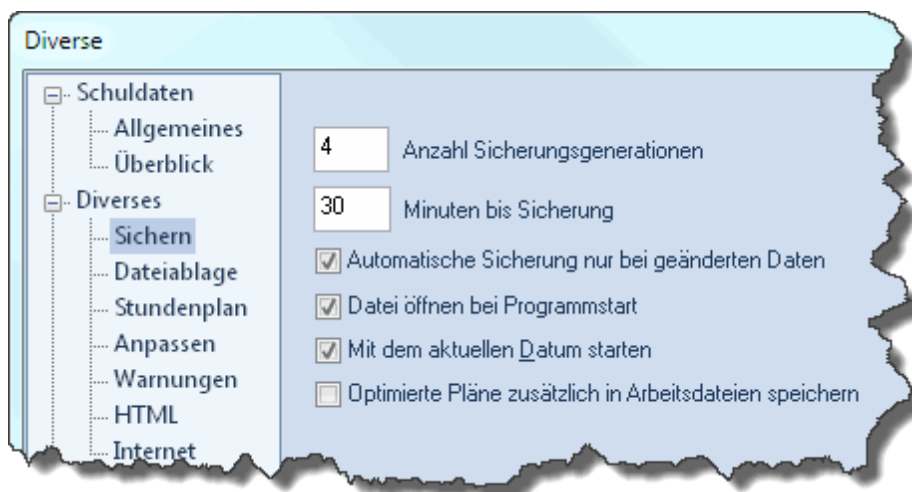 Diverse
Schuldaten
Allgemeines
Überblick
Diverses
Sichern
Dateiablage
Stundenplan
Anpassen
Warnungen
HTML
Internet
4 Anzahl Sicherungsgenerationen
30 Minuten bis Sicherung
Automatische Sicherung nur bei geänderten Daten
Datei öffnen bei Programmstart
Mit dem aktuellen Datum starten
Optimierte Pläne zusätzlich in Arbeitsdateien speichern